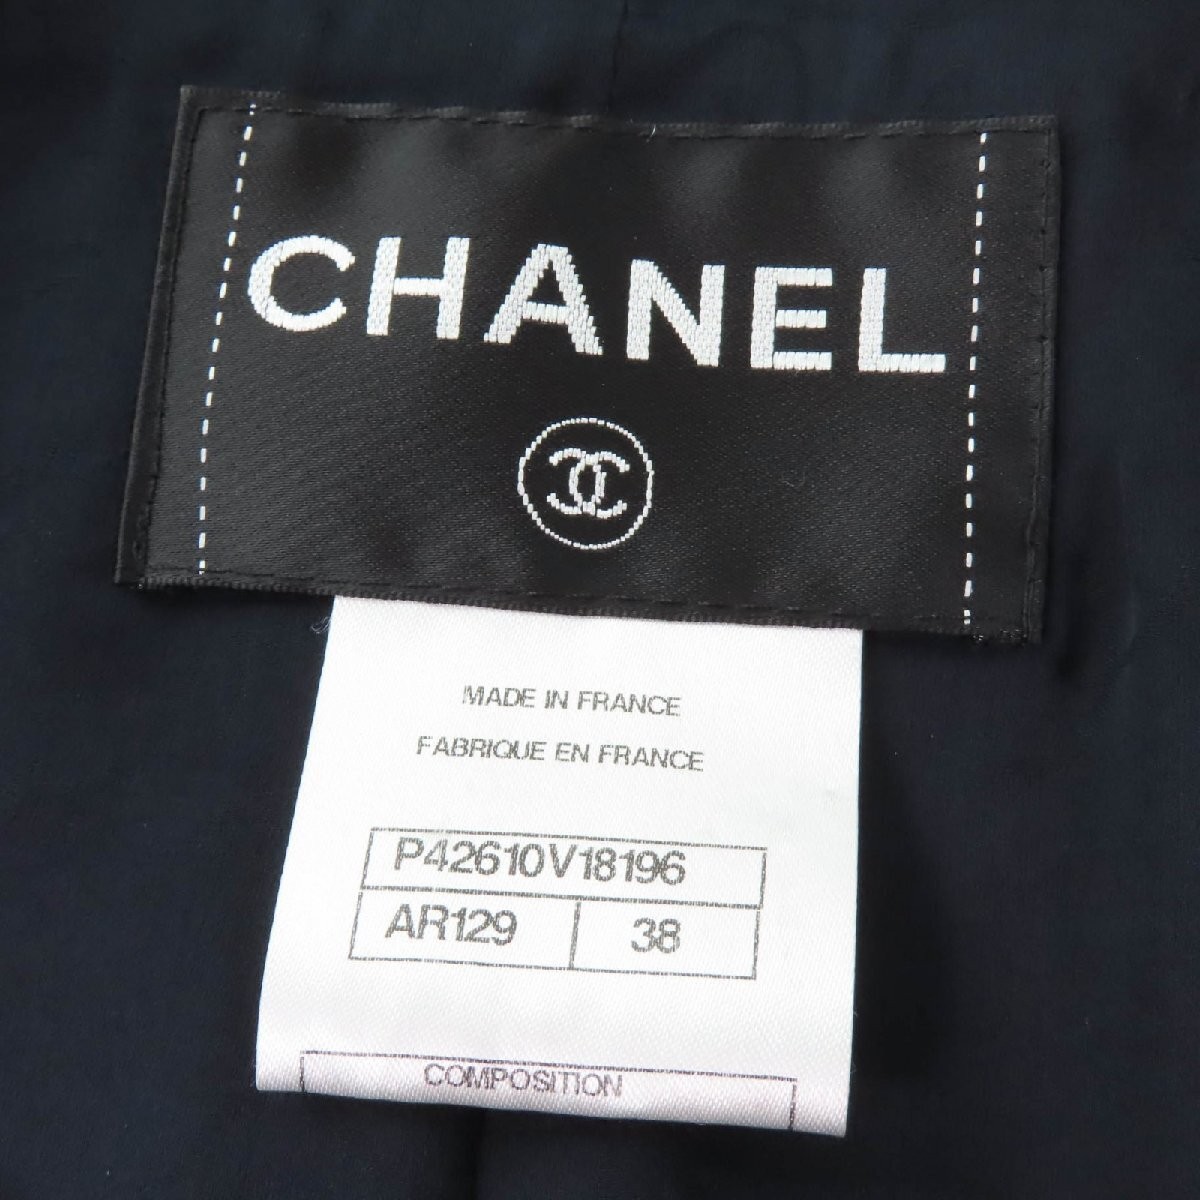 CHANEL
MADE IN FRANCE
FABRIQUE EN FRANCE
P42610V18196
AR129 38
COMPOSITION